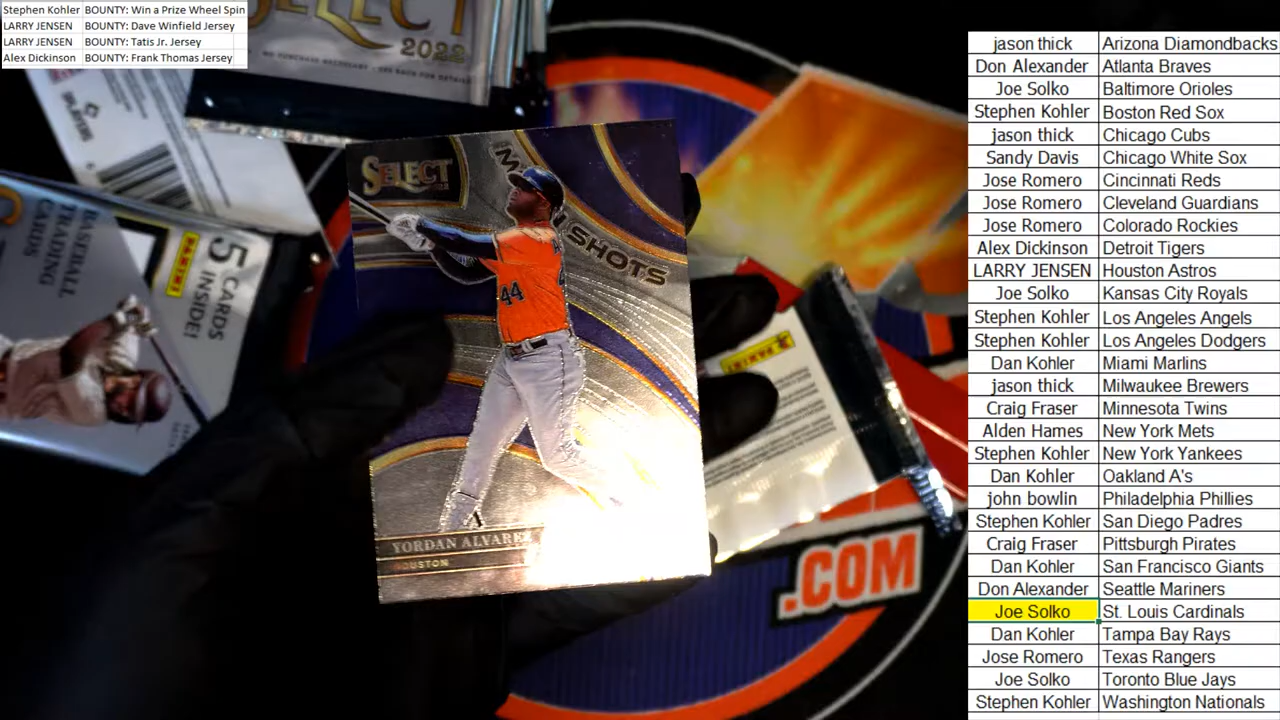 Stephen Kohler BOUNTY: Win a Prize Wheel Spin
LARRY JENSEN BOUNTY: Dave Winfield Jersey
LARRY JENSEN BOUNTY: Tatis Jr. Jersey
Alex Dickinson BOUNTY: Frank Thomas Jersey
SELECT
2022
SELECT
MOON SHOTS
44
YORDAN ALVAREZ
HOUSTON
BASEBALL
TRADING
CARDS
PANINI
5 CARDS
INSIDE!
PANINI
.COM
jason thick Arizona Diamondbacks
Don Alexander Atlanta Braves
Joe Solko Baltimore Orioles
Stephen Kohler Boston Red Sox
jason thick Chicago Cubs
Sandy Davis Chicago White Sox
Jose Romero Cincinnati Reds
Jose Romero Cleveland Guardians
Jose Romero Colorado Rockies
Alex Dickinson Detroit Tigers
LARRY JENSEN Houston Astros
Joe Solko Kansas City Royals
Stephen Kohler Los Angeles Angels
Stephen Kohler Los Angeles Dodgers
Dan Kohler Miami Marlins
jason thick Milwaukee Brewers
Craig Fraser Minnesota Twins
Alden Hames New York Mets
Stephen Kohler New York Yankees
Dan Kohler Oakland A's
john bowlin Philadelphia Phillies
Stephen Kohler San Diego Padres
Craig Fraser Pittsburgh Pirates
Dan Kohler San Francisco Giants
Don Alexander Seattle Mariners
Joe Solko St. Louis Cardinals
Dan Kohler Tampa Bay Rays
Jose Romero Texas Rangers
Joe Solko Toronto Blue Jays
Stephen Kohler Washington Nationals